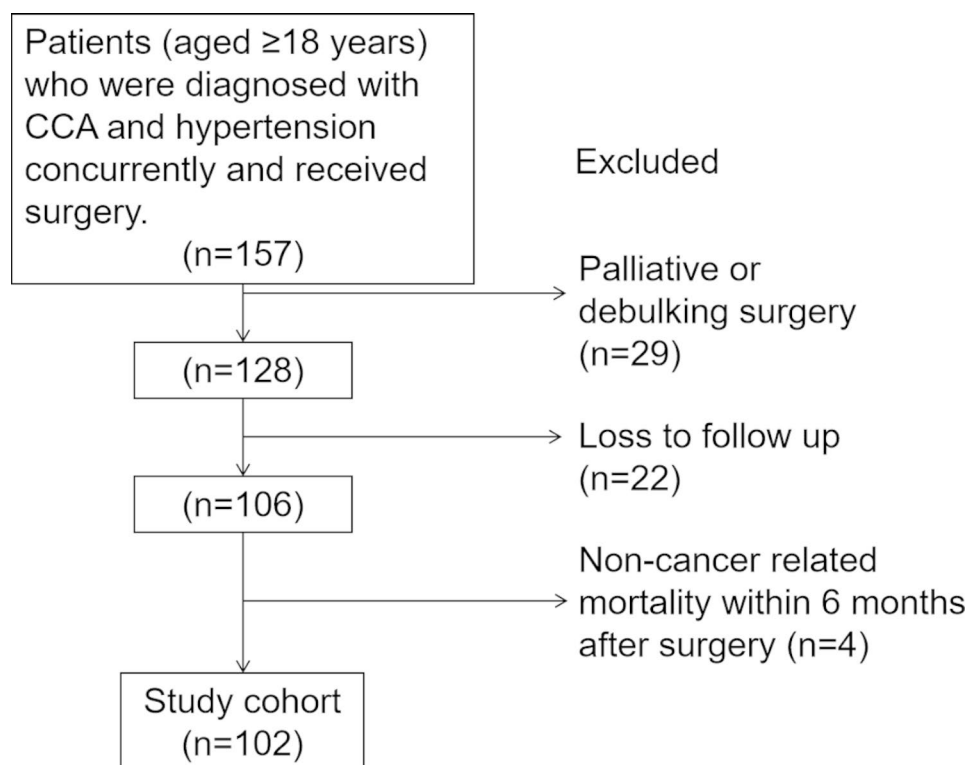 Patients (aged ≥18 years)
who were diagnosed with
CCA and hypertension
concurrently and received
surgery.
(n=157)
Excluded
Palliative or
debulking surgery
(n=29)
(n=128)
Loss to follow up
(n=22)
(n=106)
Non-cancer related
mortality within 6 months
after surgery (n=4)
Study cohort
(n=102)